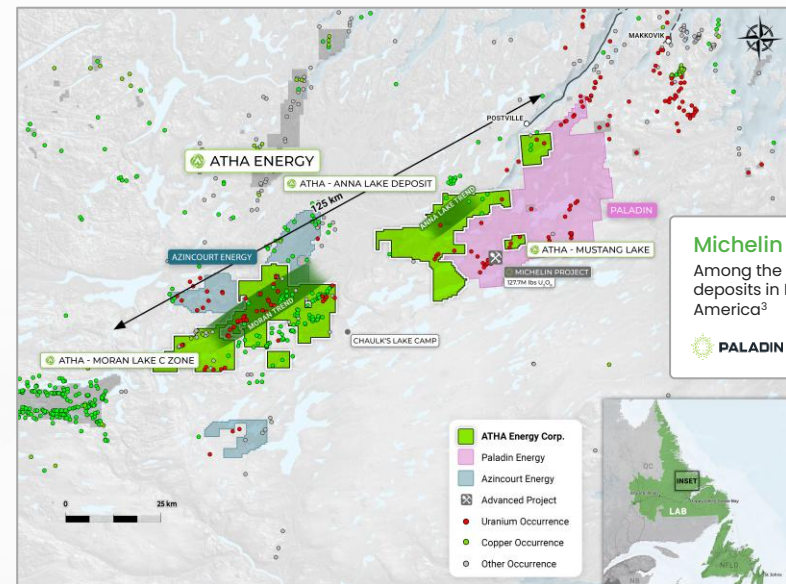 MAKKOVIK
POSTVILLE
ATHA ENERGY
ATHA - ANNA LAKE DEPOSIT
125 km
ANNA LAKE TREND
PALADIN
AZINCOURT ENERGY
ATHA - MUSTANG LAKE
MICHELIN PROJECT
127.7M lbs U₃O₈
MORAN TREND
CHAULK'S LAKE CAMP
ATHA - MORAN LAKE C ZONE
Michelin
Among the
deposits in
America³
PALADIN
0 25 km
ATHA Energy Corp.
Paladin Energy
Azincourt Energy
Advanced Project
Uranium Occurrence
Copper Occurrence
Other Occurrence
QC
INSET
LAB
NFLD
NB